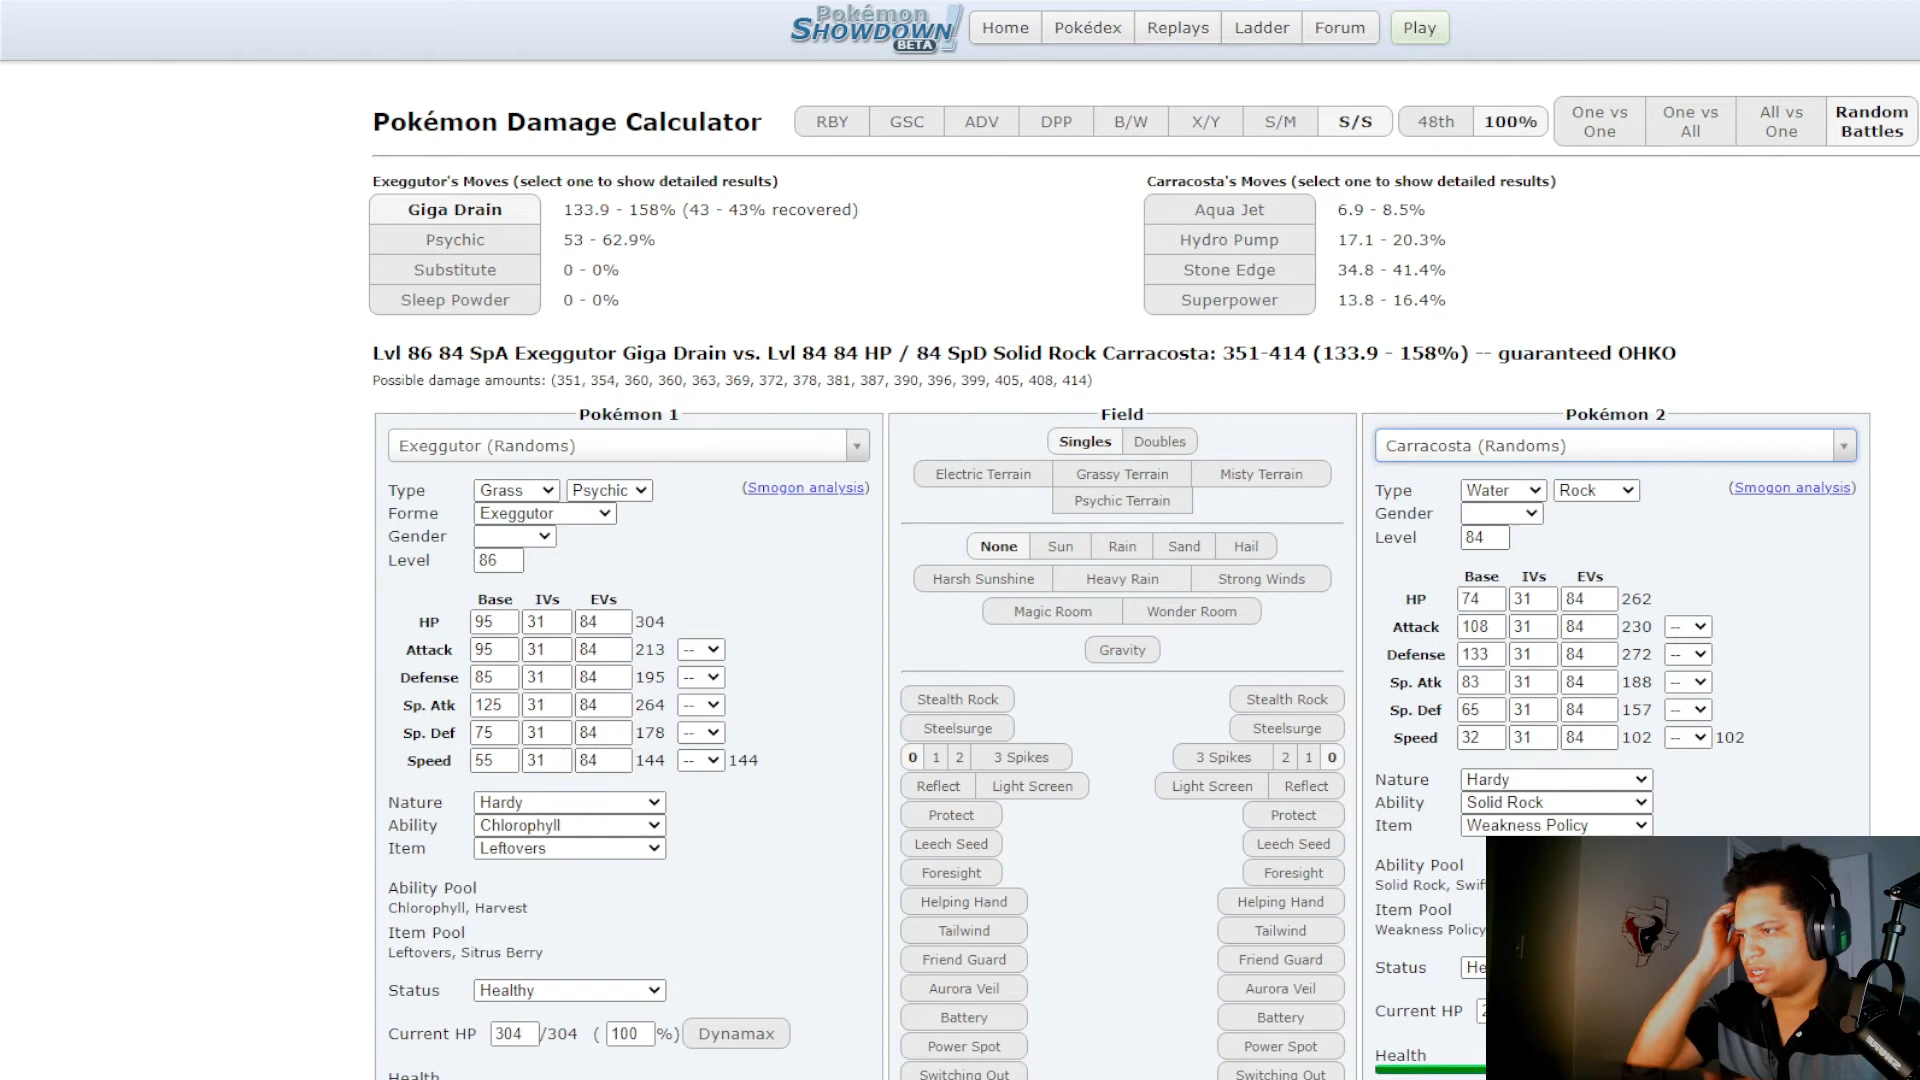 Pokémon SHOWDOWN! BETA
Home Pokédex Replays Ladder Forum Play
Pokémon Damage Calculator RBY GSC ADV DPP B/W X/Y S/M S/S 48th 100% One vs One One vs All All vs One Random Battles
Exeggutor's Moves (select one to show detailed results)
Giga Drain 133.9 - 158% (43 - 43% recovered)
Psychic 53 - 62.9%
Substitute 0 - 0%
Sleep Powder 0 - 0%
Carracosta's Moves (select one to show detailed results)
Aqua Jet 6.9 - 8.5%
Hydro Pump 17.1 - 20.3%
Stone Edge 34.8 - 41.4%
Superpower 13.8 - 16.4%
Lvl 86 84 SpA Exeggutor Giga Drain vs. Lvl 84 84 HP / 84 SpD Solid Rock Carracosta: 351-414 (133.9 - 158%) -- guaranteed OHKO
Possible damage amounts: (351, 354, 360, 360, 363, 369, 372, 378, 381, 387, 390, 396, 399, 405, 408, 414)
Pokémon 1
Exeggutor (Randoms)
Type Grass Psychic (Smogon analysis)
Forme Exeggutor
Gender
Level 86
Base IVs EVs
HP 95 31 84 304
Attack 95 31 84 213 --
Defense 85 31 84 195 --
Sp. Atk 125 31 84 264 --
Sp. Def 75 31 84 178 --
Speed 55 31 84 144 -- 144
Nature Hardy
Ability Chlorophyll
Item Leftovers
Ability Pool
Chlorophyll, Harvest
Item Pool
Leftovers, Sitrus Berry
Status Healthy
Current HP 304 /304 ( 100 %) Dynamax
Health
Field
Singles Doubles
Electric Terrain Grassy Terrain Misty Terrain
Psychic Terrain
None Sun Rain Sand Hail
Harsh Sunshine Heavy Rain Strong Winds
Magic Room Wonder Room
Gravity
Stealth Rock Stealth Rock
Steelsurge Steelsurge
0 1 2 3 Spikes 3 Spikes 2 1 0
Reflect Light Screen Light Screen Reflect
Protect Protect
Leech Seed Leech Seed
Foresight Foresight
Helping Hand Helping Hand
Tailwind Tailwind
Friend Guard Friend Guard
Aurora Veil Aurora Veil
Battery Battery
Power Spot Power Spot
Switching Out Switching Out
Pokémon 2
Carracosta (Randoms)
Type Water Rock (Smogon analysis)
Gender
Level 84
Base IVs EVs
HP 74 31 84 262
Attack 108 31 84 230 --
Defense 133 31 84 272 --
Sp. Atk 83 31 84 188 --
Sp. Def 65 31 84 157 --
Speed 32 31 84 102 -- 102
Nature Hardy
Ability Solid Rock
Item Weakness Policy
Ability Pool
Solid Rock, Swif
Item Pool
Weakness Policy
Status He
Current HP 2
Health